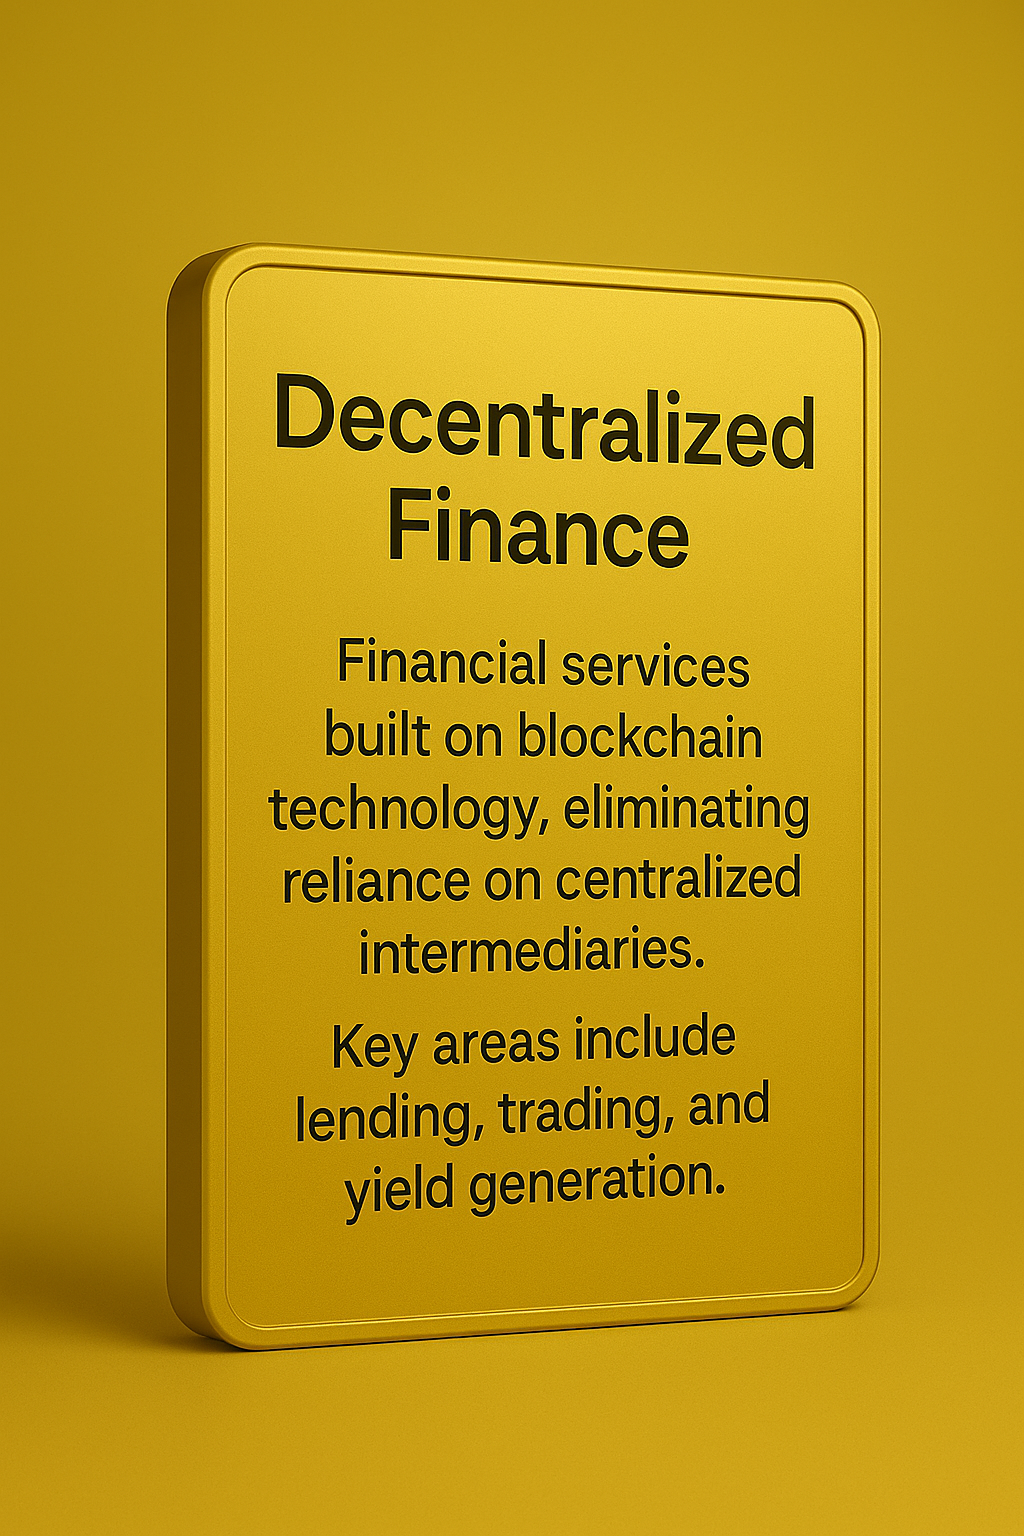 Decentralized
Finance
Financial services
built on blockchain
technology, eliminating
reliance on centralized
intermediaries.
Key areas include
lending, trading, and
yield generation.